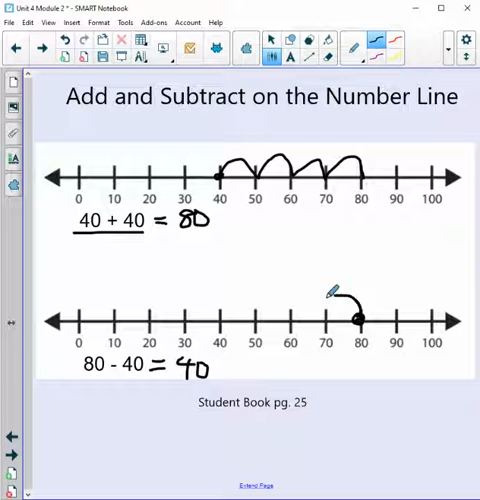 Unit 4 Module 2 * - SMART Notebook
File Edit View Insert Format Tools Add-ons Account Help
Add and Subtract on the Number Line
0 10 20 30 40 50 60 70 80 90 100
40 + 40 = 80
0 10 20 30 40 50 60 70 80 90 100
80 - 40 = 40
Student Book pg. 25
Extend Page